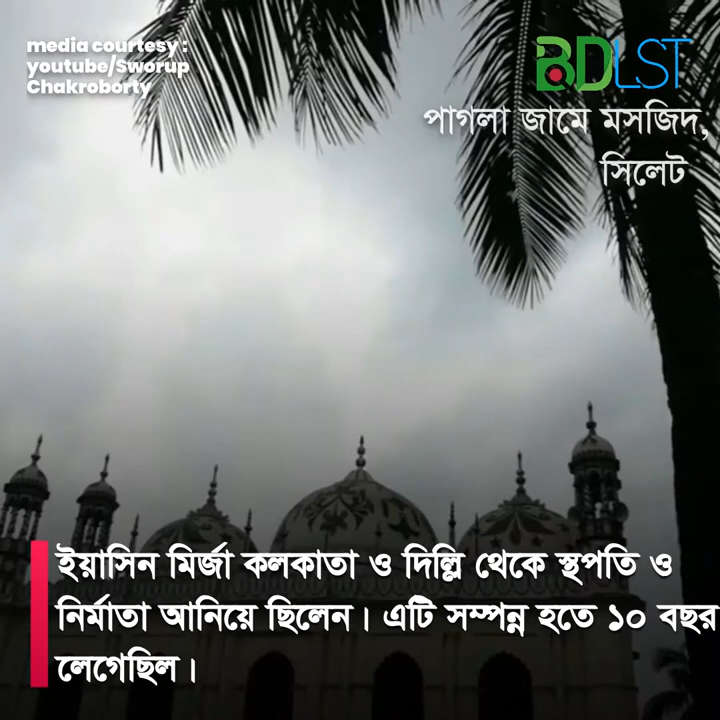 media courtesy :
youtube/Sworup
Chakroborty
BDLST
পাগলা জামে মসজিদ,
সিলেট
ইয়াসিন মির্জা কলকাতা ও দিল্লি থেকে স্থপতি ও
নির্মাতা আনিয়ে ছিলেন। এটি সম্পন্ন হতে ১০ বছর
লেগেছিল।